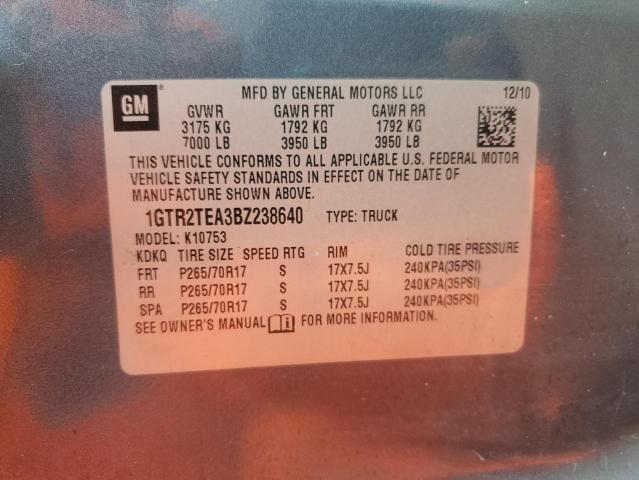 MFD BY GENERAL MOTORS LLC 12/10
GM ®
GVWR GAWR FRT GAWR RR
3175 KG 1792 KG 1792 KG
7000 LB 3950 LB 3950 LB
THIS VEHICLE CONFORMS TO ALL APPLICABLE U.S. FEDERAL MOTOR
VEHICLE SAFETY STANDARDS IN EFFECT ON THE DATE OF
MANUFACTURE SHOWN ABOVE.
1GTR2TEA3BZ238640 TYPE: TRUCK
MODEL: K10753
KDKQ TIRE SIZE SPEED RTG RIM COLD TIRE PRESSURE
FRT P265/70R17 S 17X7.5J 240KPA(35PSI)
RR P265/70R17 S 17X7.5J 240KPA(35PSI)
SPA P265/70R17 S 17X7.5J 240KPA(35PSI)
SEE OWNER'S MANUAL FOR MORE INFORMATION.